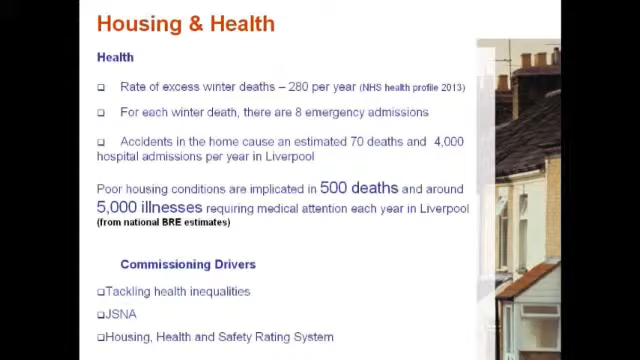 Housing & Health
Health
Rate of excess winter deaths – 280 per year (NHS health profile 2013)
For each winter death, there are 8 emergency admissions
Accidents in the home cause an estimated 70 deaths and 4,000
hospital admissions per year in Liverpool
Poor housing conditions are implicated in 500 deaths and around
5,000 illnesses requiring medical attention each year in Liverpool
(from national BRE estimates)
Commissioning Drivers
Tackling health inequalities
JSNA
Housing, Health and Safety Rating System